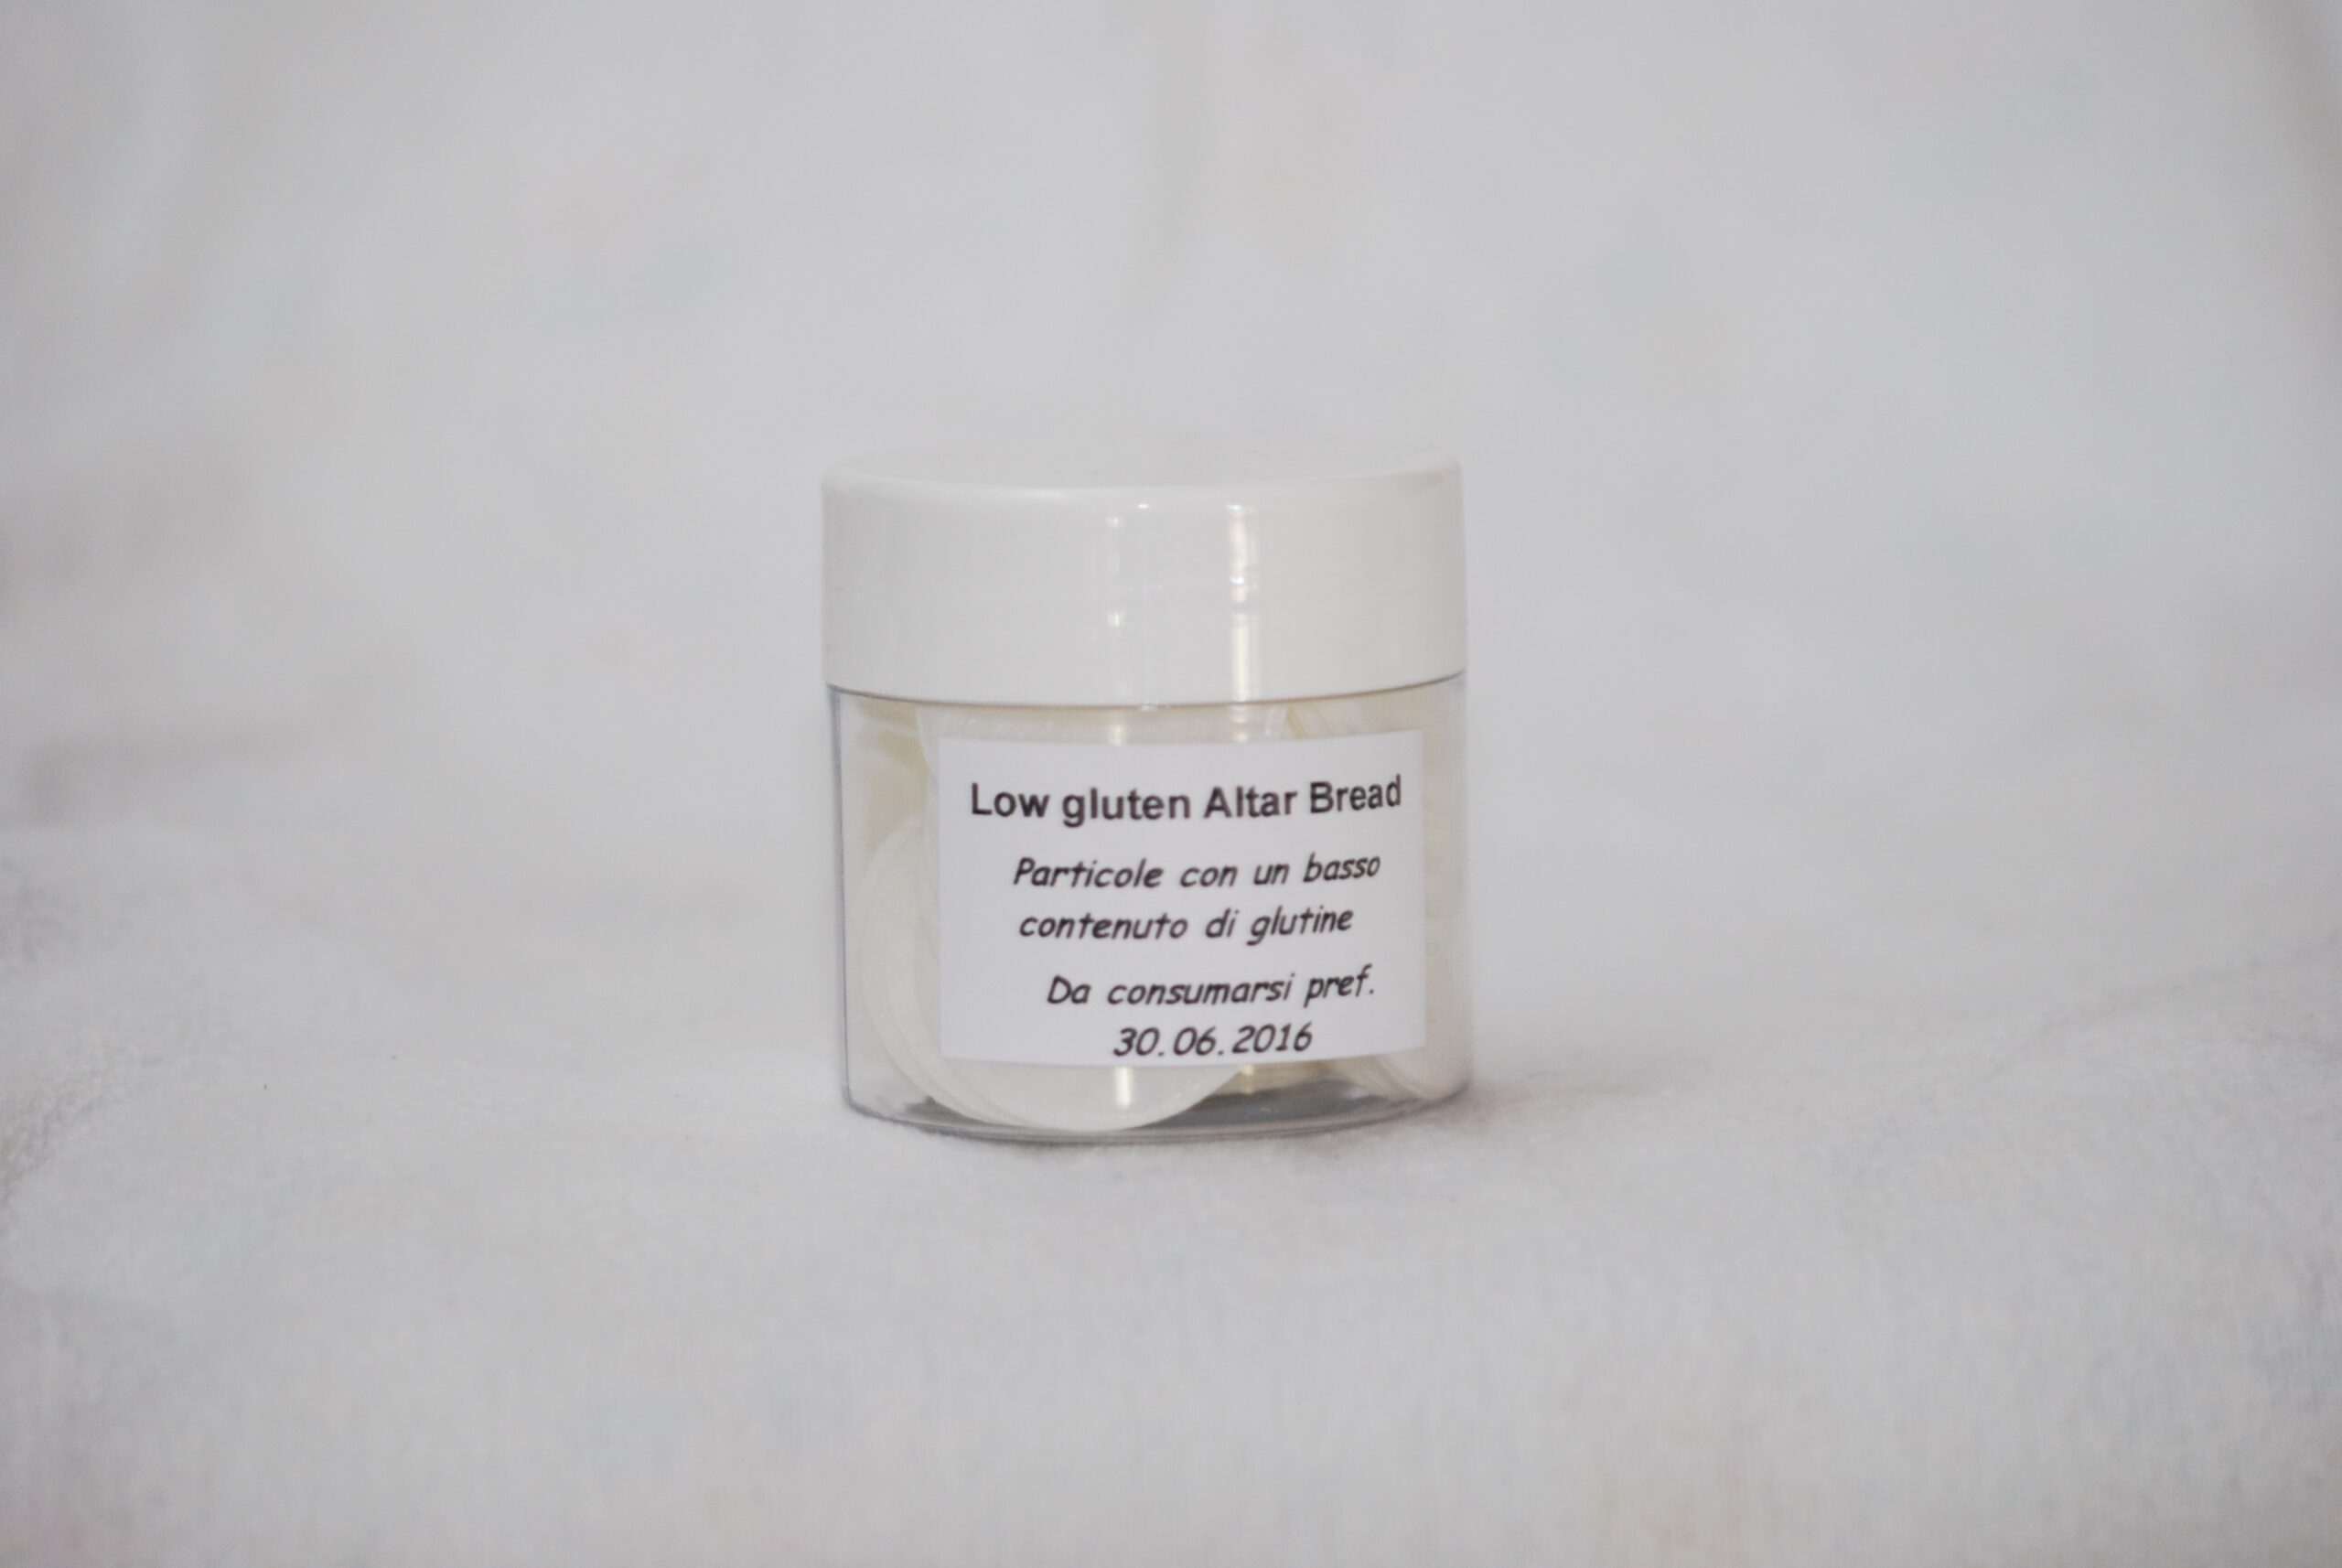 Low gluten Altar Bread
Particole con un basso
contenuto di glutine
Da consumarsi pref.
30.06.2016